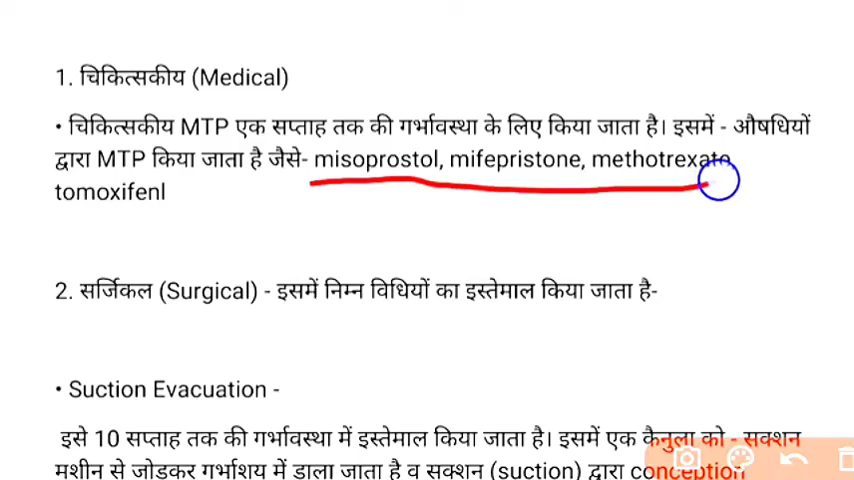 1. चिकित्सकीय (Medical)
• चिकित्सकीय MTP एक सप्ताह तक की गर्भावस्था के लिए किया जाता है। इसमें - औषधियों
द्वारा MTP किया जाता है जैसे- misoprostol, mifepristone, methotrexate,
tomoxifenl
2. सर्जिकल (Surgical) - इसमें निम्न विधियों का इस्तेमाल किया जाता है-
• Suction Evacuation -
इसे 10 सप्ताह तक की गर्भावस्था में इस्तेमाल किया जाता है। इसमें एक कैनुला को - सक्शन
मशीन से जोड़कर गर्भाशय में डाला जाता है व सक्शन (suction) द्वारा conception